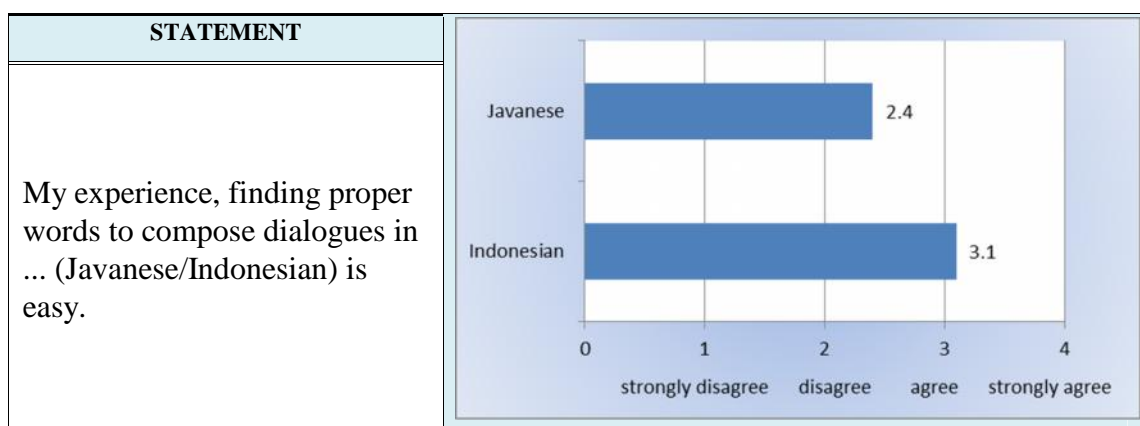 STATEMENT
My experience, finding proper
words to compose dialogues in
... (Javanese/Indonesian) is
easy.
Javanese 2.4
Indonesian 3.1
0 1 2 3 4
strongly disagree disagree agree strongly agree